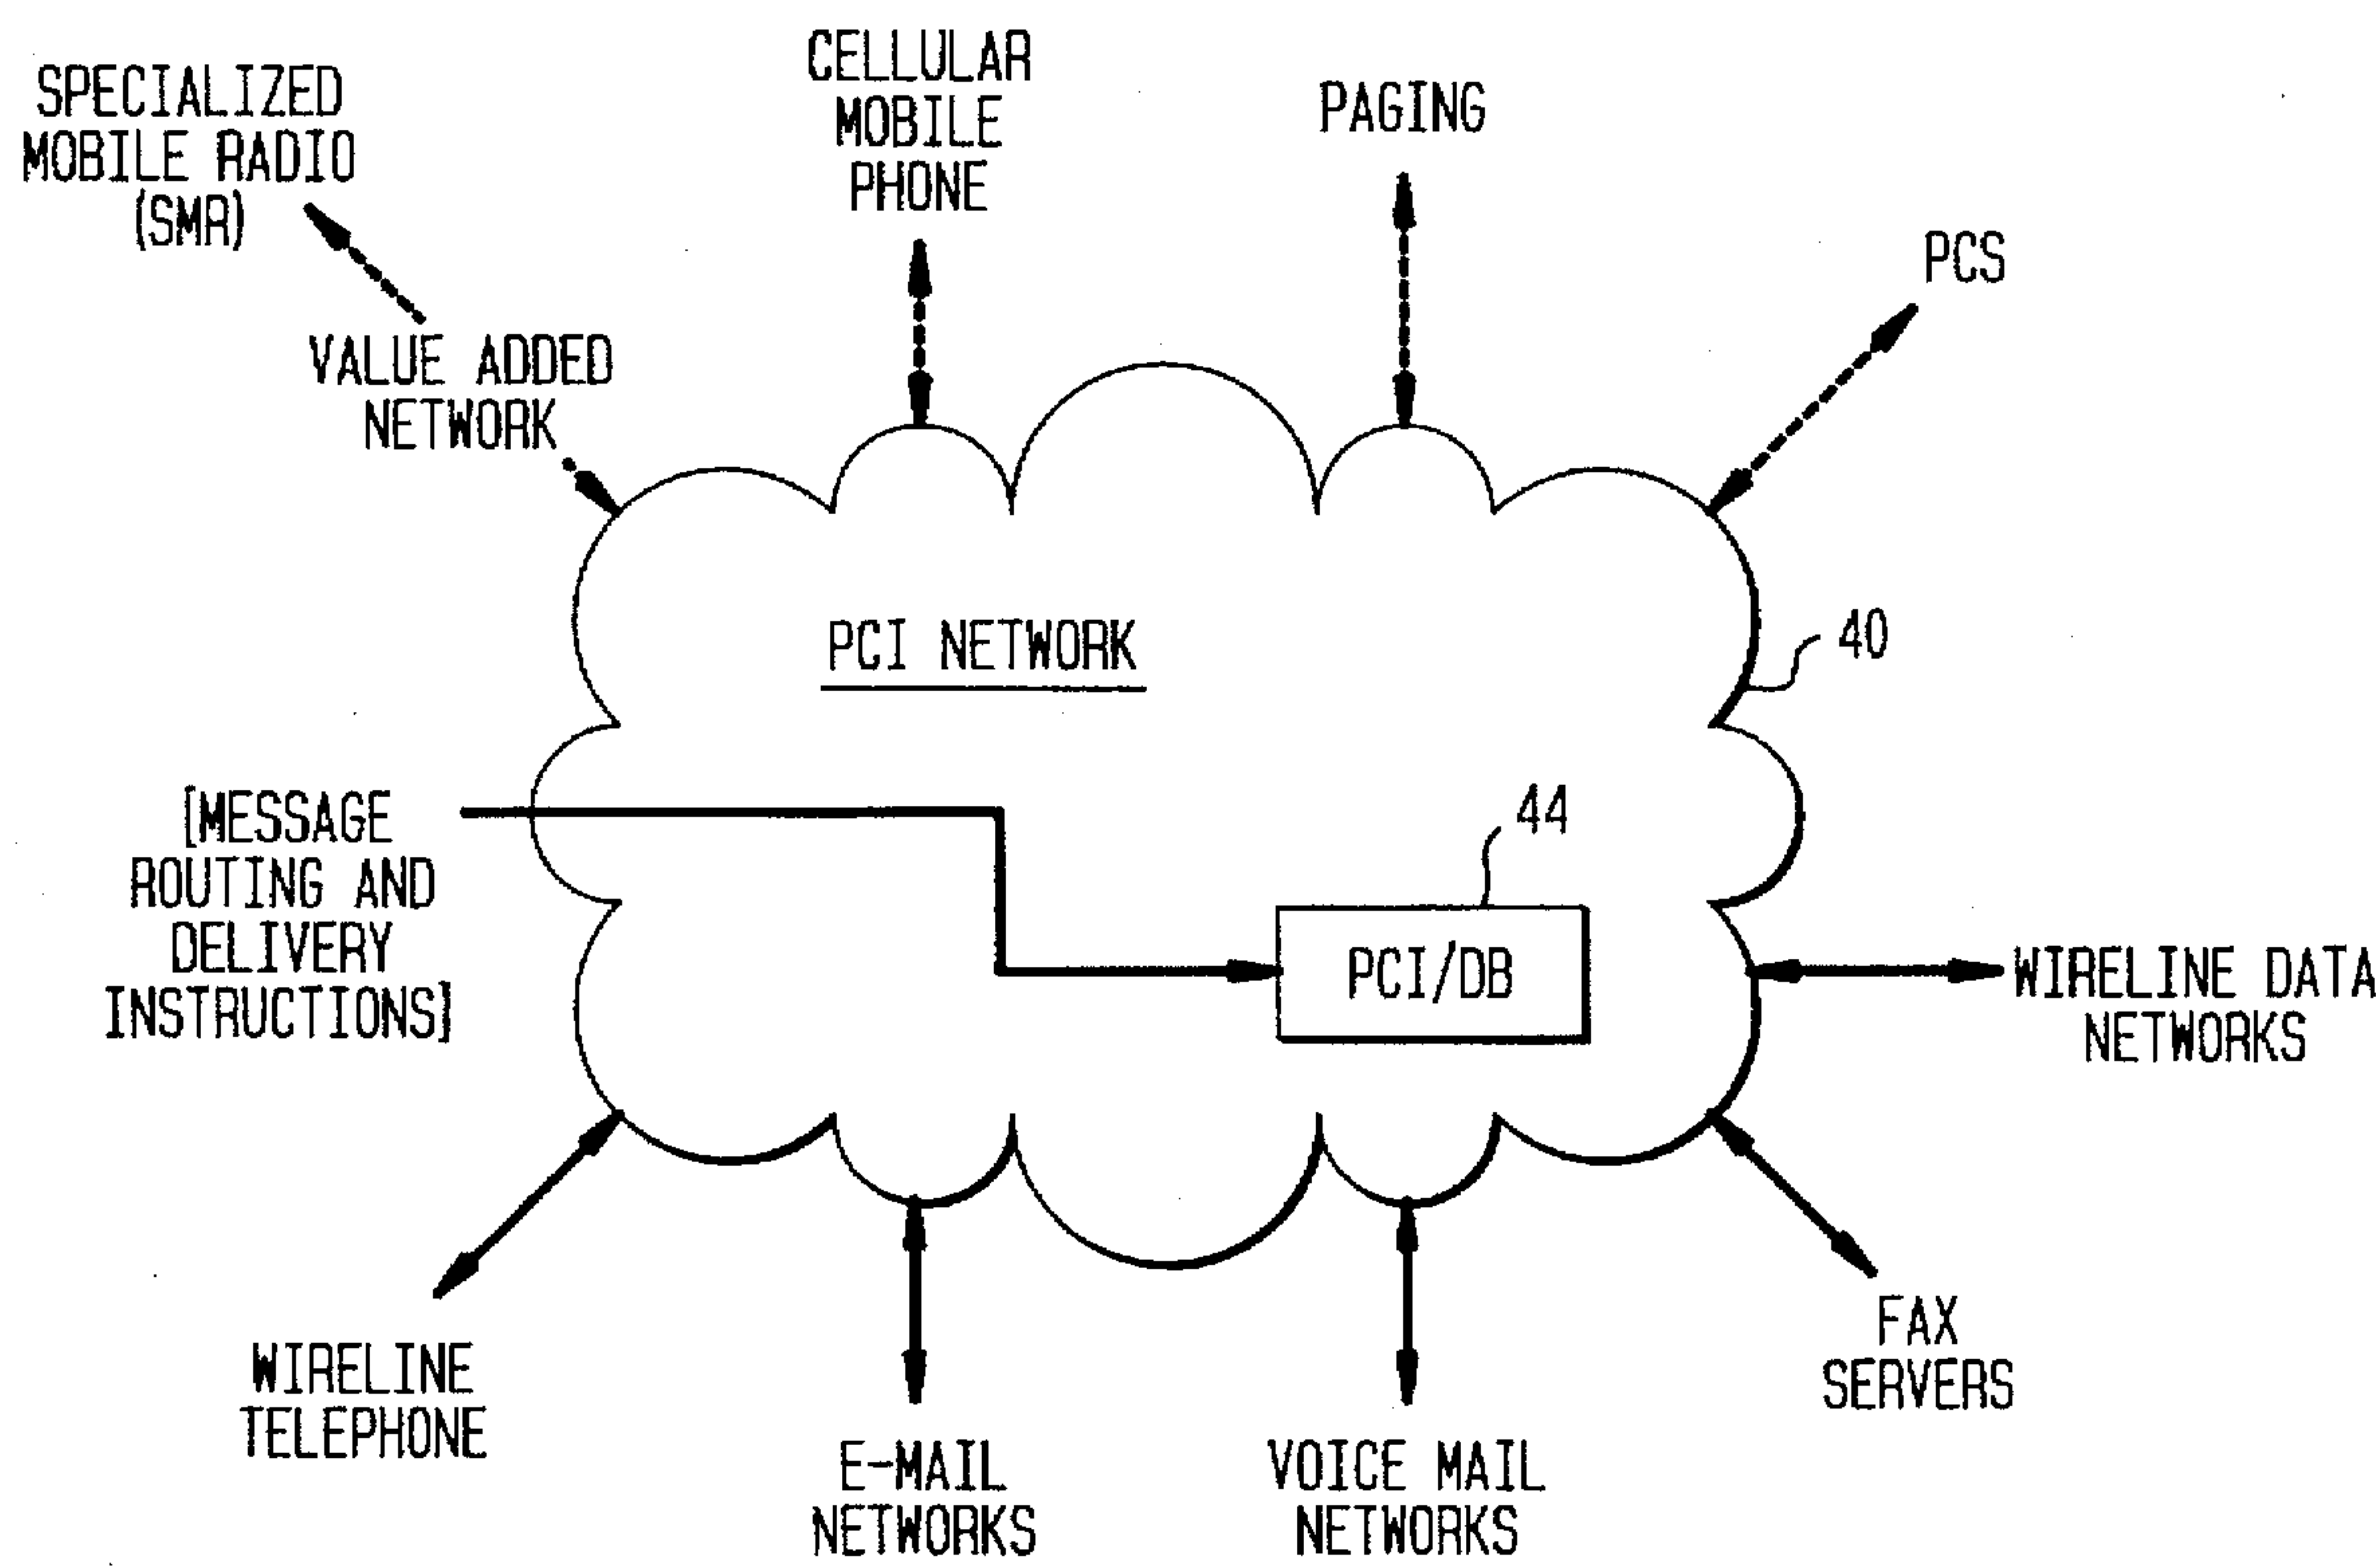 SPECIALIZED
MOBILE RADIO
(SMR)
CELLULAR
MOBILE
PHONE
PAGING
PCS
VALUE ADDED
NETWORK
PCI NETWORK
40
[MESSAGE
ROUTING AND
DELIVERY
INSTRUCTIONS]
44
PCI/DB
WIRELINE DATA
NETWORKS
WIRELINE
TELEPHONE
E-MAIL
NETWORKS
VOICE MAIL
NETWORKS
FAX
SERVERS